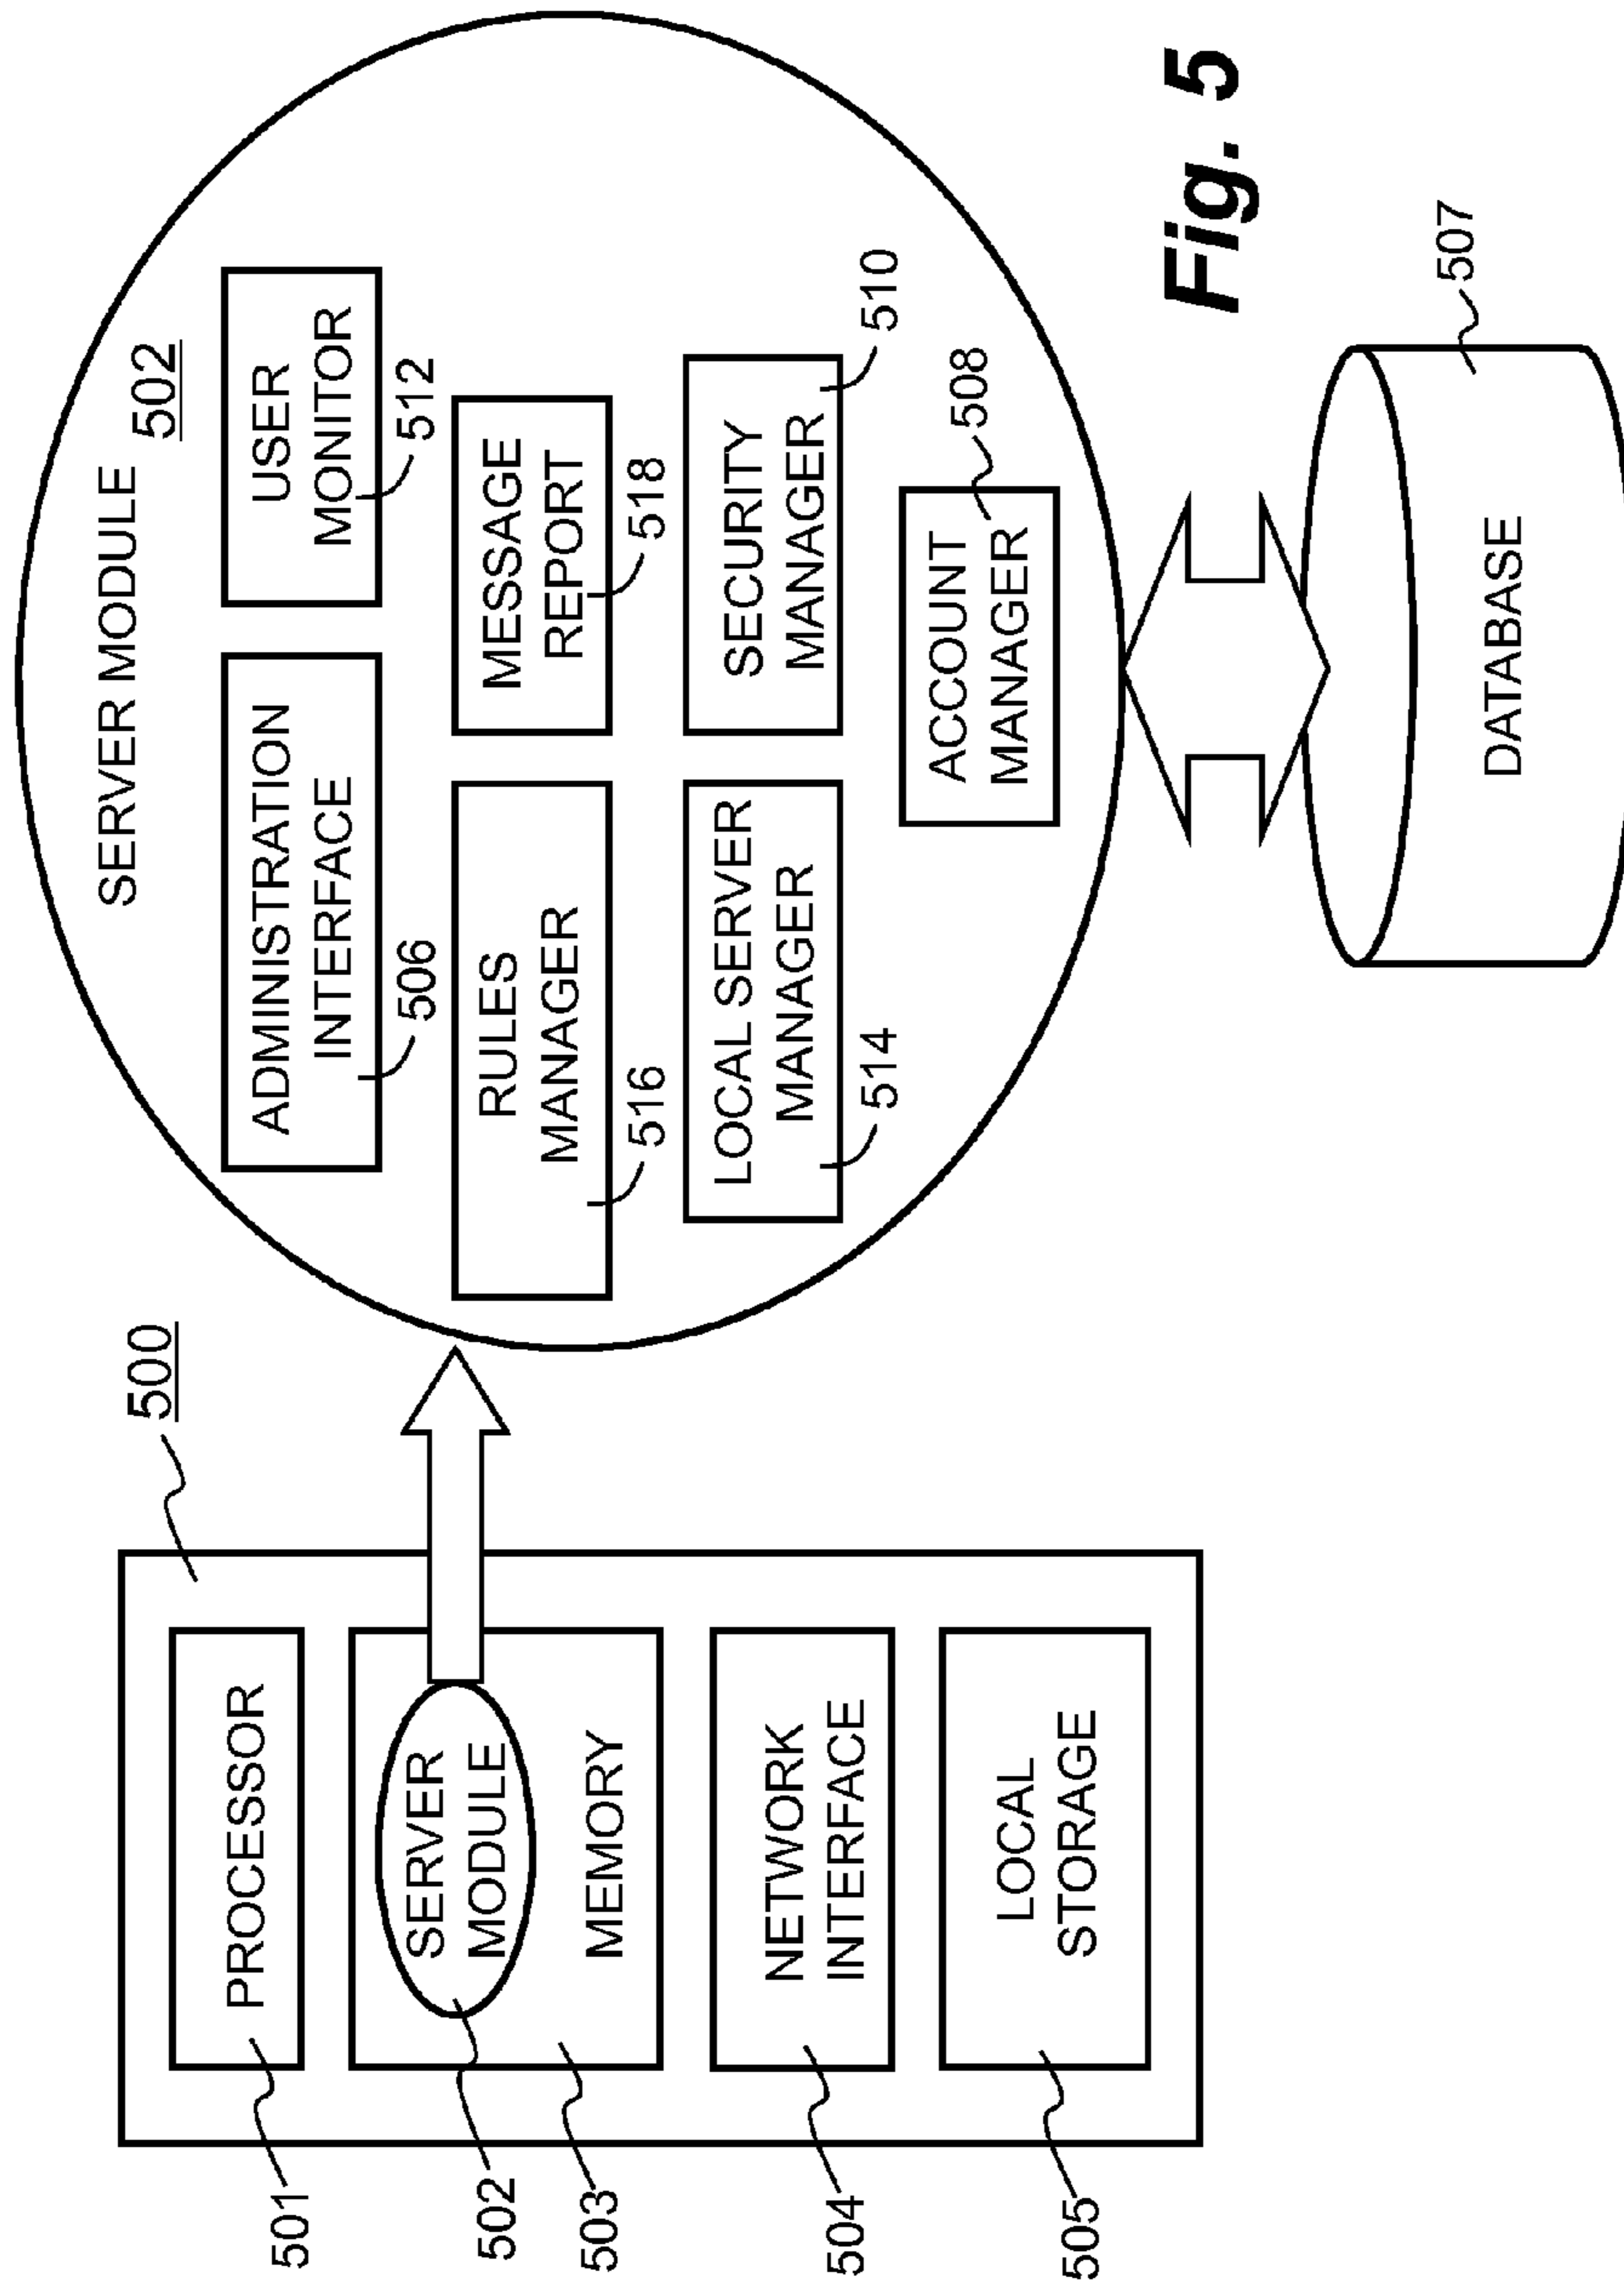 500
501
PROCESSOR
502
SERVER
MODULE
503
MEMORY
504
NETWORK
INTERFACE
505
LOCAL
STORAGE
SERVER MODULE 502
ADMINISTRATION
INTERFACE
506
USER
MONITOR
512
RULES
MANAGER
516
MESSAGE
REPORT
518
LOCAL SERVER
MANAGER
514
SECURITY
MANAGER
510
ACCOUNT
MANAGER
508
DATABASE
507
Fig. 5